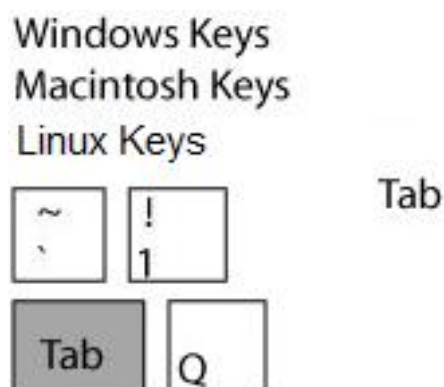 Windows Keys
Macintosh Keys
Linux Keys
Tab
~ !
` 1
Tab Q